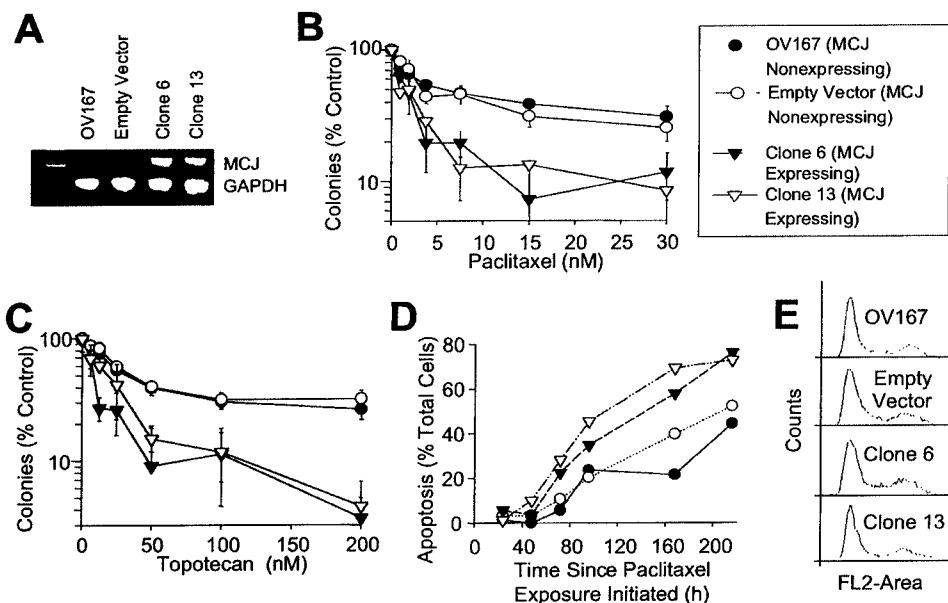 A
OV167
Empty Vector
Clone 6
Clone 13
MCJ
GAPDH
B
Colonies (% Control)
100
10
0 5 10 15 20 25 30
Paclitaxel (nM)
OV167 (MCJ
Nonexpressing)
Empty Vector (MCJ
Nonexpressing)
Clone 6 (MCJ
Expressing)
Clone 13 (MCJ
Expressing)
C
Colonies (% Control)
100
10
0 50 100 150 200
Topotecan (nM)
D
Apoptosis (% Total Cells)
80
60
40
20
0
0 40 80 120 160 200
Time Since Paclitaxel
Exposure Initiated (h)
E
Counts
OV167
Empty
Vector
Clone 6
Clone 13
FL2-Area